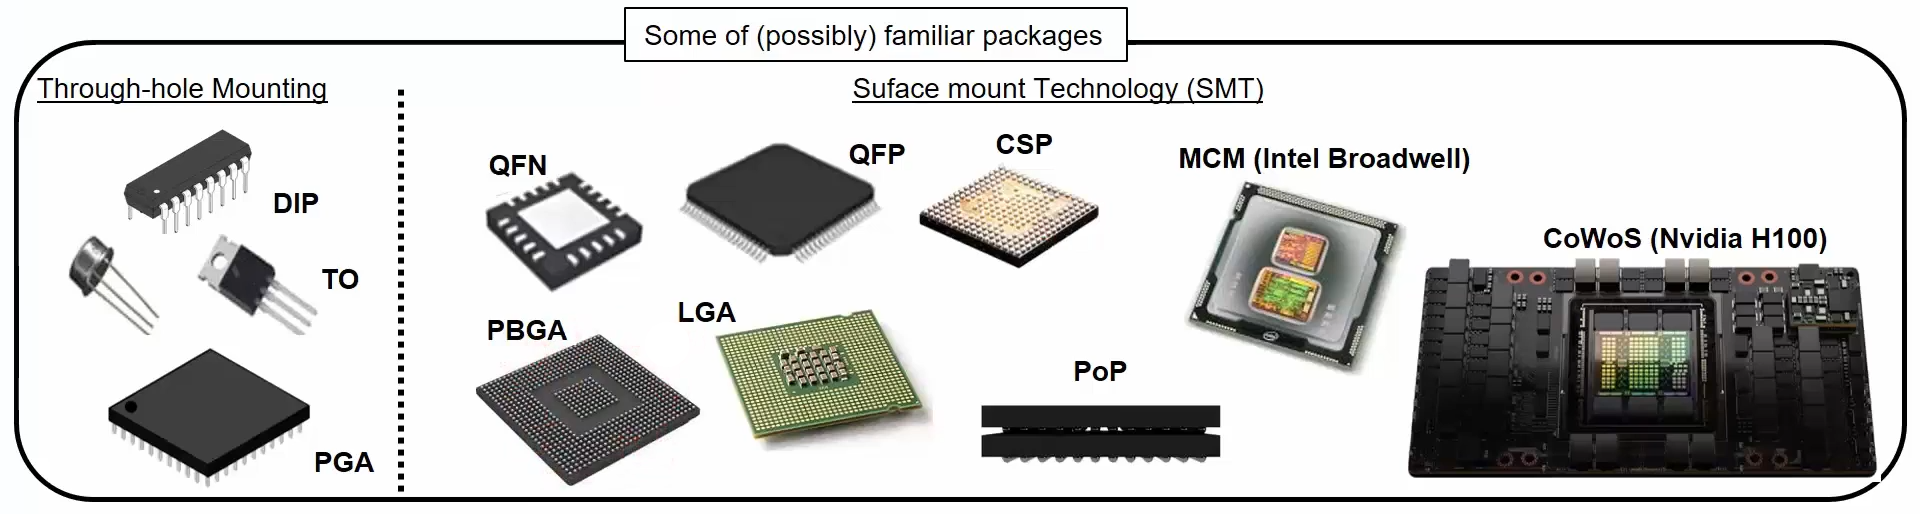 Some of (possibly) familiar packages
Through-hole Mounting
Suface mount Technology (SMT)
DIP
TO
PGA
QFN
QFP
CSP
MCM (Intel Broadwell)
CoWoS (Nvidia H100)
PBGA
LGA
PoP